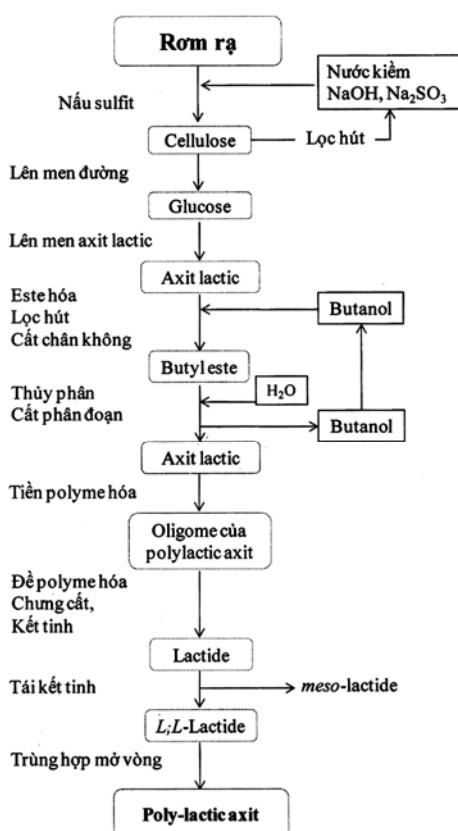 Rơm rạ
Nước kiềm
NaOH, Na₂SO₃
Nấu sulfit
Cellulose
Lọc hút
Lên men đường
Glucose
Lên men axit lactic
Axit lactic
Este hóa
Lọc hút
Cất chân không
Butanol
Butyl este
Thủy phân
Cất phân đoạn
H₂O
Butanol
Axit lactic
Tiền polyme hóa
Oligome của
polylactic axit
Đề polyme hóa
Chưng cất,
Kết tinh
Lactide
Tái kết tinh
meso-lactide
L;L-Lactide
Trùng hợp mở vòng
Poly-lactic axit